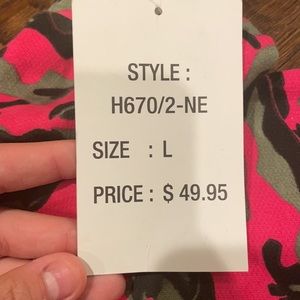 STYLE :
H670/2-NE
SIZE : L
PRICE : $ 49.95